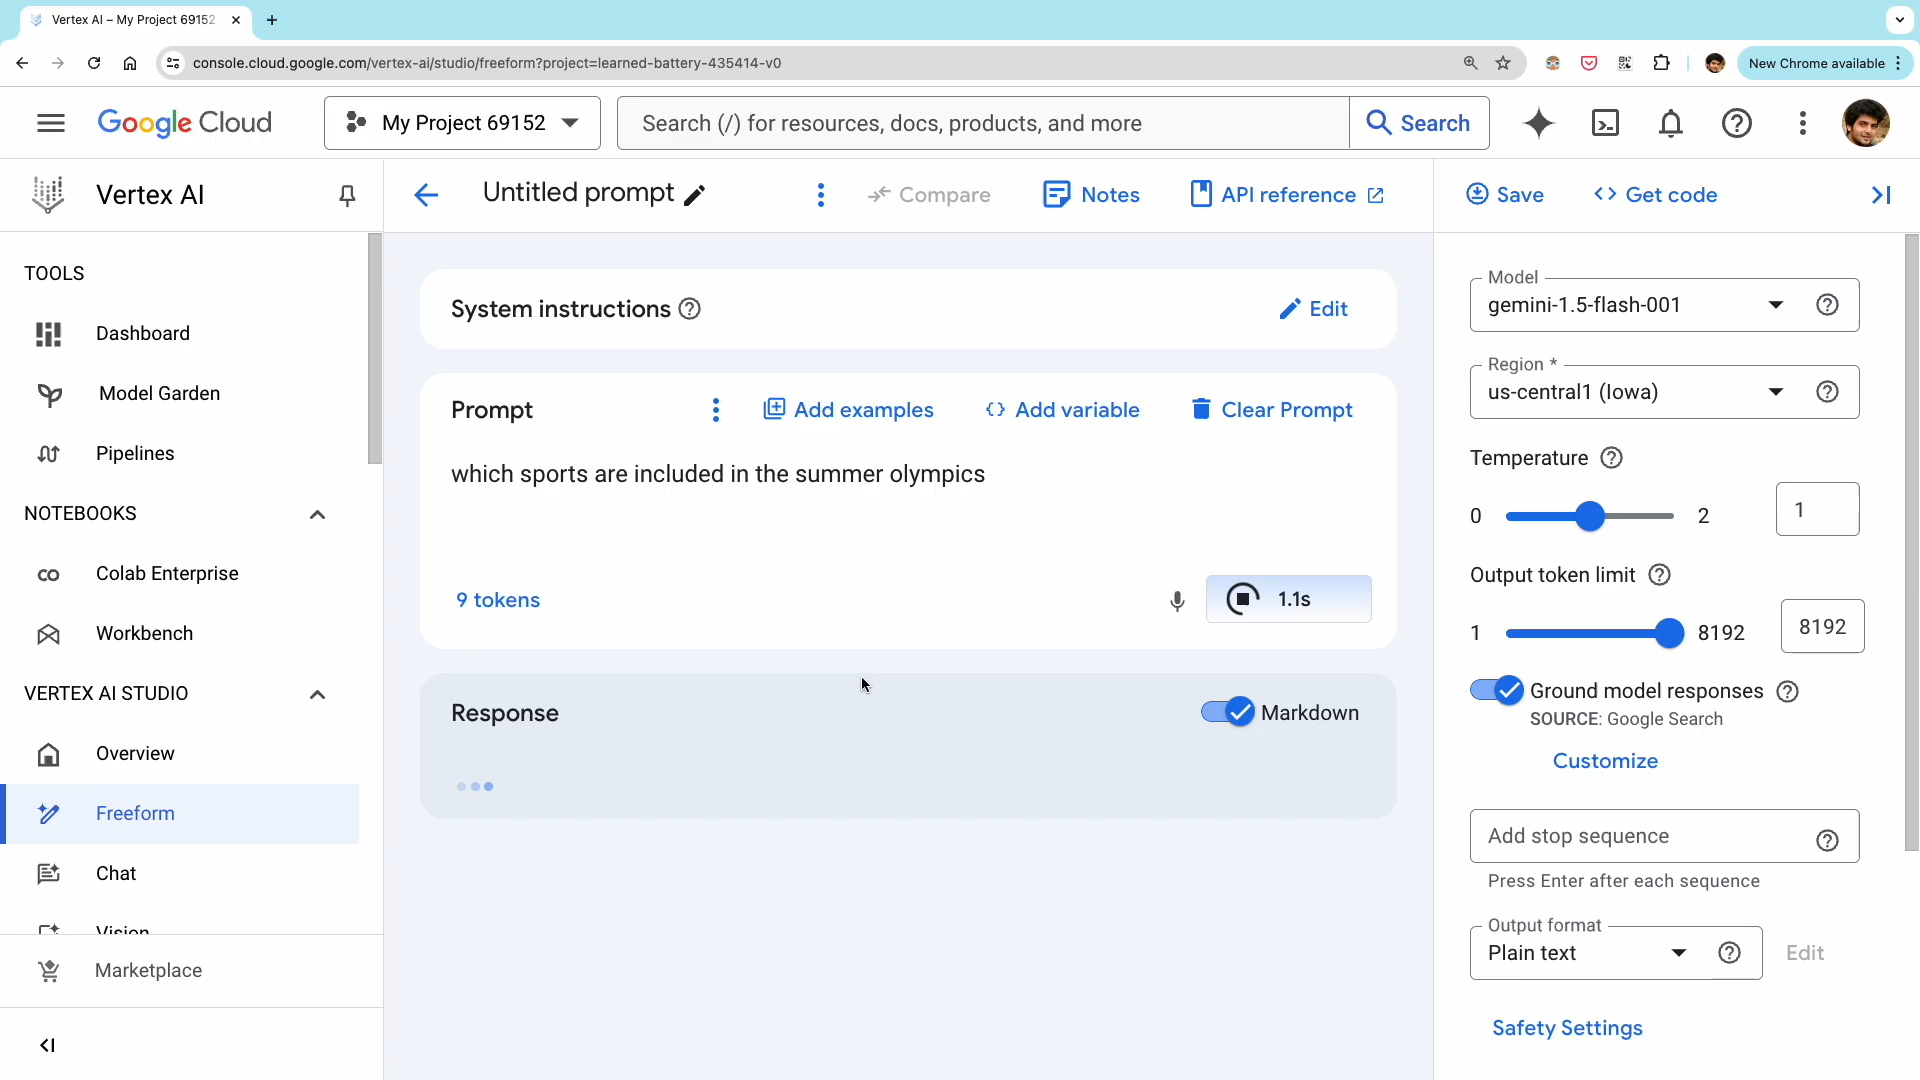 Vertex AI – My Project 69152
console.cloud.google.com/vertex-ai/studio/freeform?project=learned-battery-435414-v0
New Chrome available
Google Cloud
My Project 69152
Search (/) for resources, docs, products, and more
Search
Vertex AI
Untitled prompt
Compare
Notes
API reference
Save
Get code
TOOLS
Dashboard
Model Garden
Pipelines
NOTEBOOKS
Colab Enterprise
Workbench
VERTEX AI STUDIO
Overview
Freeform
Chat
Vision
Marketplace
System instructions
Edit
Prompt
Add examples
Add variable
Clear Prompt
which sports are included in the summer olympics
9 tokens
1.1s
Response
Markdown
Model
gemini-1.5-flash-001
Region *
us-central1 (Iowa)
Temperature
0
2
1
Output token limit
1
8192
8192
Ground model responses
SOURCE: Google Search
Customize
Add stop sequence
Press Enter after each sequence
Output format
Plain text
Edit
Safety Settings